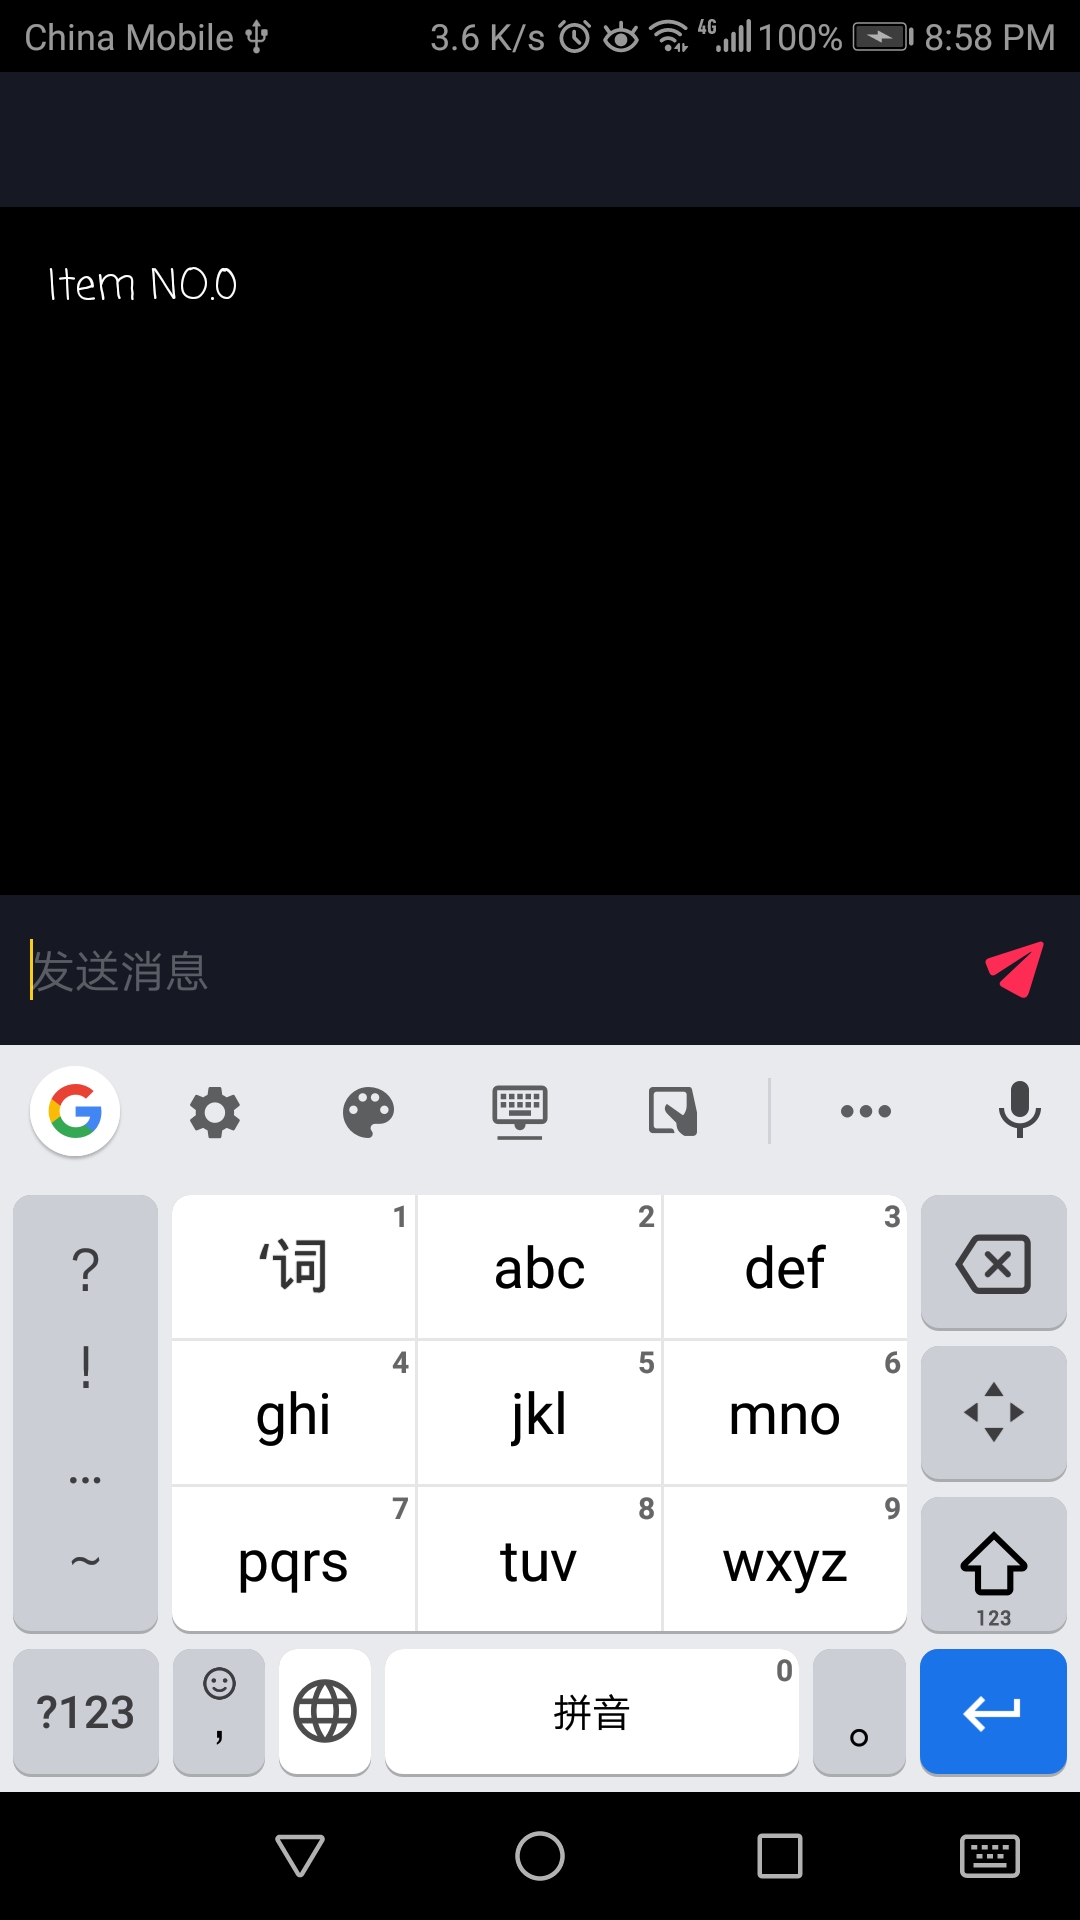 China Mobile 3.6 K/s 4G 100% 8:58 PM
Item NO.0
发送消息
G
? ‘词 1 abc 2 def 3
! ghi 4 jkl 5 mno 6
... pqrs 7 tuv 8 wxyz 9
~ 123
?123 , 拼音 0 。